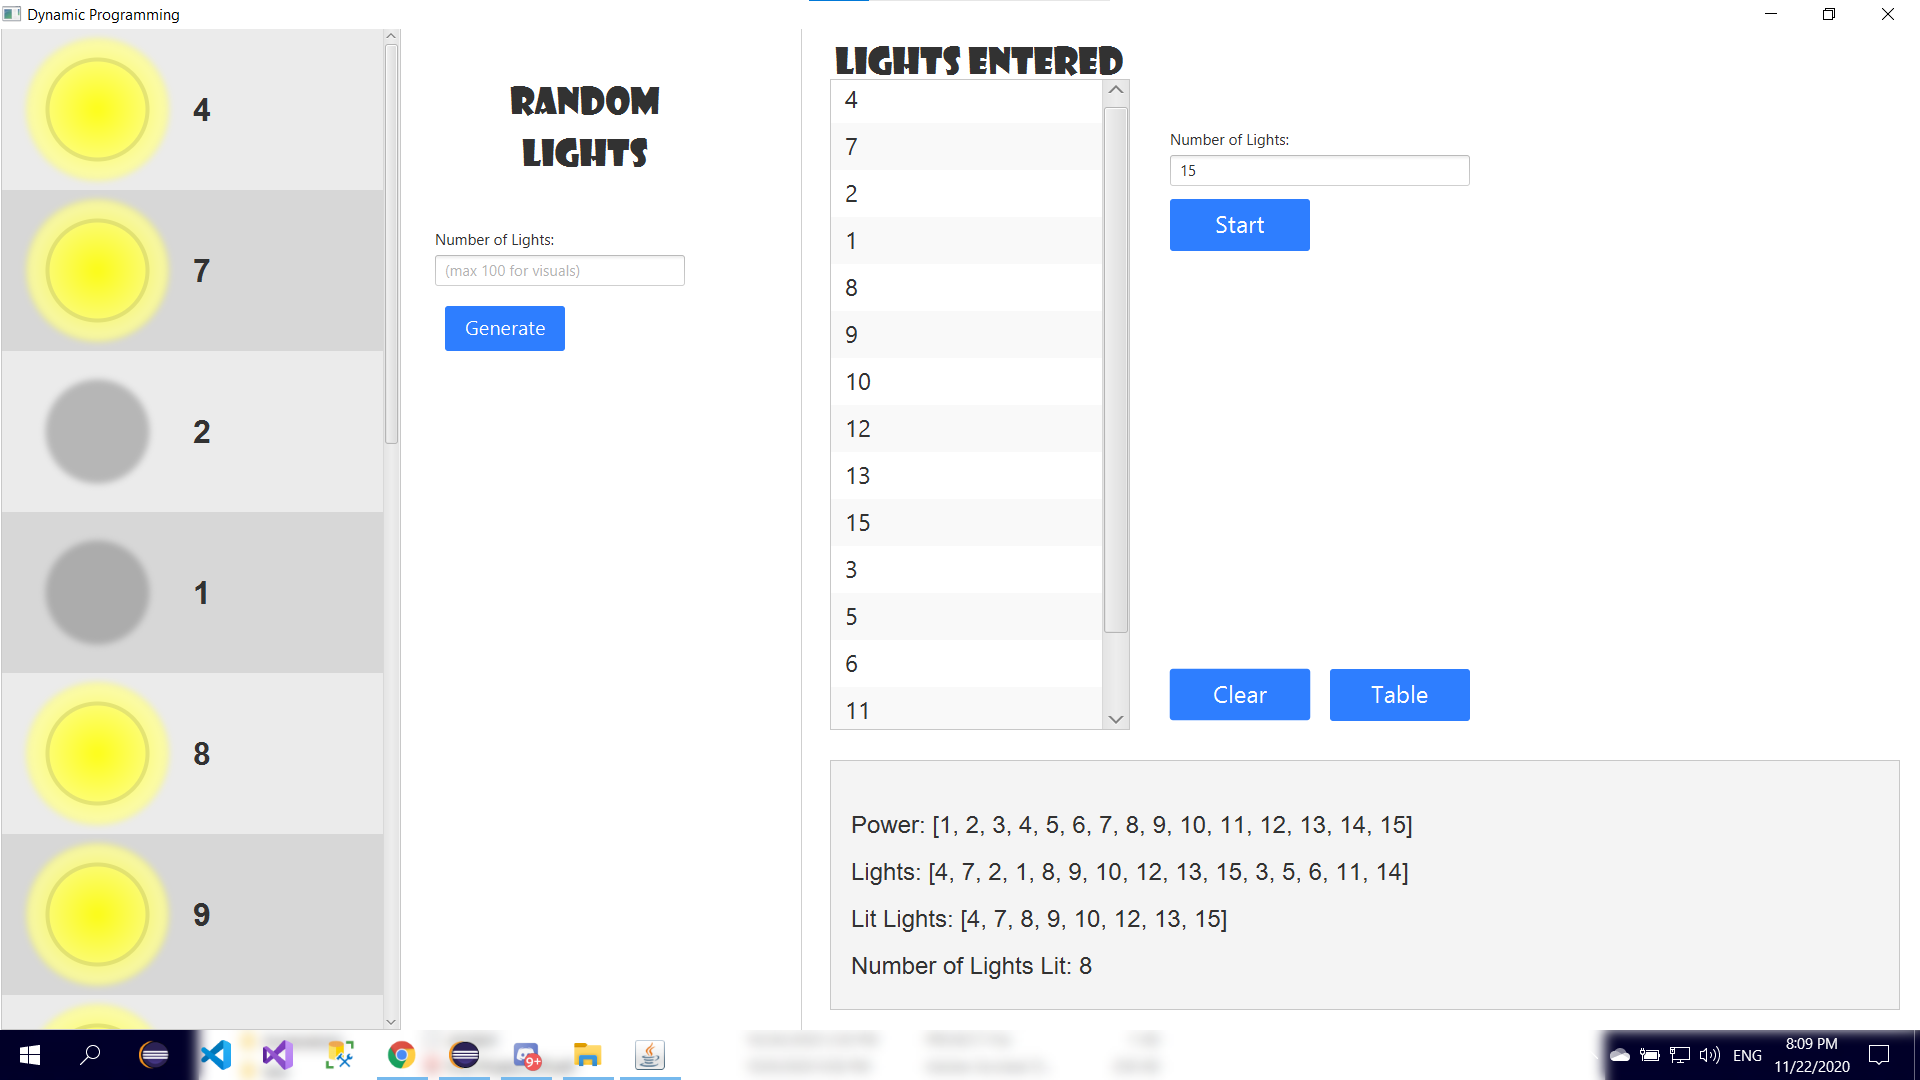 Dynamic Programming
4
7
2
1
8
9
RANDOM
LIGHTS
Number of Lights:
(max 100 for visuals)
Generate
LIGHTS ENTERED
4
7
2
1
8
9
10
12
13
15
3
5
6
11
Number of Lights:
15
Start
Clear
Table
Power: [1, 2, 3, 4, 5, 6, 7, 8, 9, 10, 11, 12, 13, 14, 15]
Lights: [4, 7, 2, 1, 8, 9, 10, 12, 13, 15, 3, 5, 6, 11, 14]
Lit Lights: [4, 7, 8, 9, 10, 12, 13, 15]
Number of Lights Lit: 8
9+
ENG
8:09 PM
11/22/2020